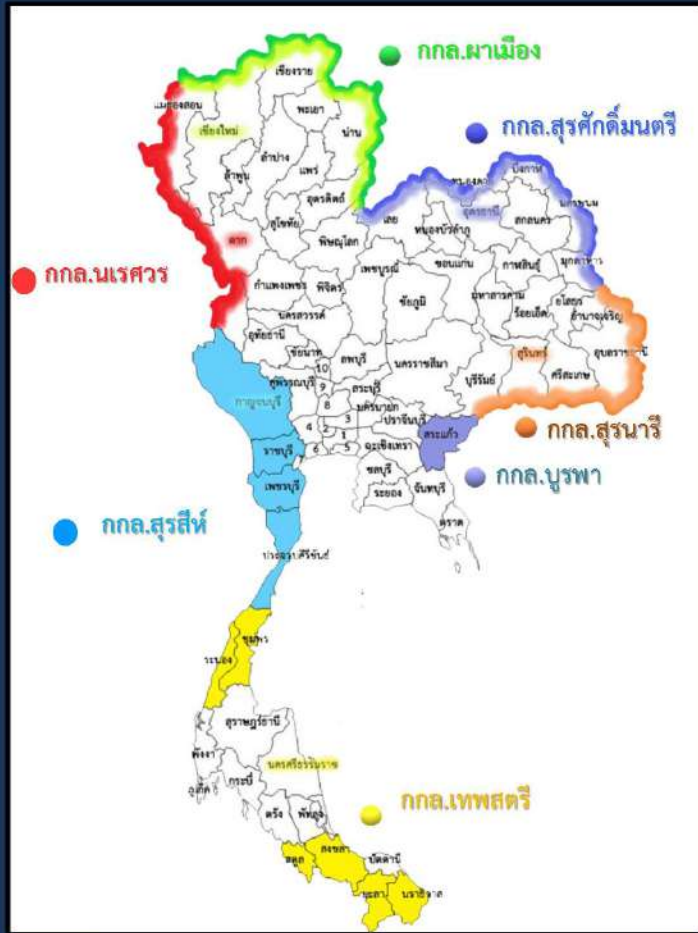 กกล.ผาเมือง
เชียงราย
แม่ฮ่องสอน
พะเยา
กกล.สุรศักดิ์มนตรี
เชียงใหม่
น่าน
ลำปาง
แพร่
บึงกาฬ
ลำพูน
อุตรดิตถ์
หนองคาย
นครพนม
เลย
อุดรธานี
สุโขทัย
สกลนคร
หนองบัวลำภู
ตาก
พิษณุโลก
มุกดาหาร
เพชรบูรณ์
ขอนแก่น
กาฬสินธุ์
กกล.นเรศวร
กำแพงเพชร
พิจิตร
มหาสารคาม
ยโสธร
ชัยภูมิ
ร้อยเอ็ด
อำนาจเจริญ
นครสวรรค์
อุทัยธานี
อุบลราชธานี
ชัยนาท
ลพบุรี
นครราชสีมา
สุรินทร์
10
สุพรรณบุรี
9
สระบุรี
บุรีรัมย์
ศรีสะเกษ
กาญจนบุรี
8
นครนายก
3
ปราจีนบุรี
4
2
1
สระแก้ว
กกล.สุรนารี
ราชบุรี
6
5
ฉะเชิงเทรา
ชลบุรี
กกล.บูรพา
เพชรบุรี
ระยอง
จันทบุรี
กกล.สุรสีห์
ตราด
ประจวบคีรีขันธ์
ชุมพร
ระนอง
สุราษฎร์ธานี
พังงา
นครศรีธรรมราช
กระบี่
ภูเก็ต
กกล.เทพสตรี
ตรัง
พัทลุง
สงขลา
สตูล
ปัตตานี
ยะลา
นราธิวาส